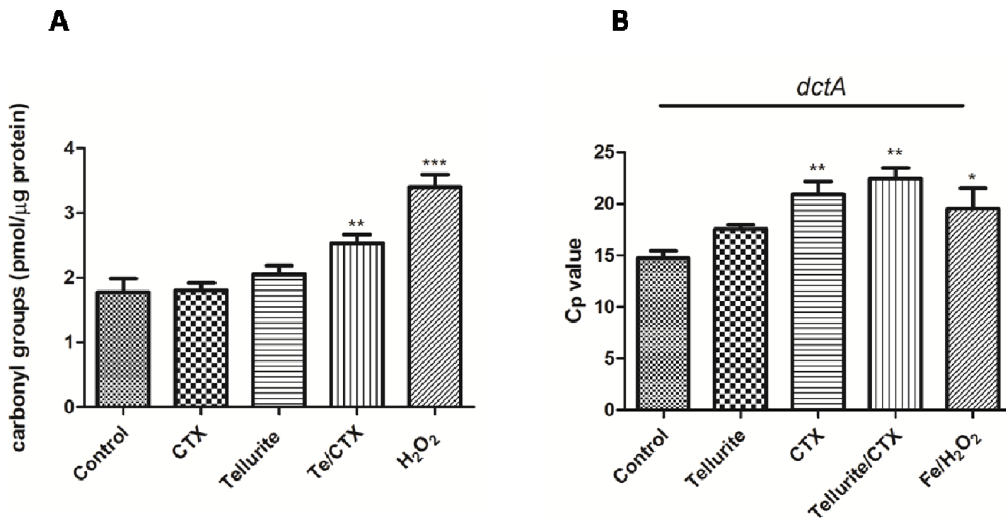 A
carbonyl groups (pmol/µg protein)
4
3
2
1
0
**
***
Control
CTX
Tellurite
Te/CTX
H₂O₂
B
dctA
Cp value
25
20
15
10
5
0
**
**
*
Control
Tellurite
CTX
Tellurite/CTX
Fe/H₂O₂